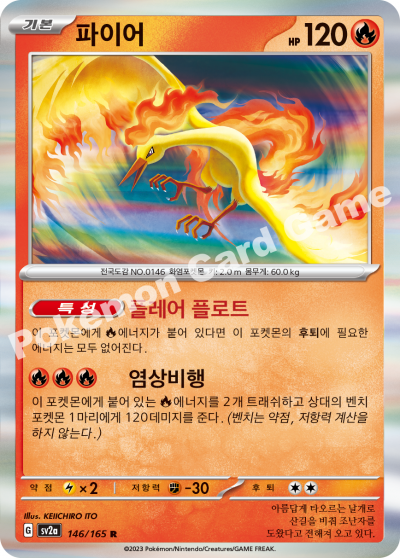 기본 파이어 HP 120
전국도감 NO.0146 화염포켓몬 키: 2.0 m 몸무게: 60.0 kg
Pokémon Card Game
특성 플레어 플로트
이 포켓몬에게 에너지가 붙어 있다면 이 포켓몬의 후퇴에 필요한
에너지는 모두 없어진다.
염상비행
이 포켓몬에게 붙어 있는 에너지를 2개 트래쉬하고 상대의 벤치
포켓몬 1마리에게 120데미지를 준다. (벤치는 약점, 저항력 계산을
하지 않는다.)
약점 ×2 저항력 -30 후퇴
Illus. KEIICHIRO ITO
G sv2a 146/165 R
아름답게 타오르는 날개로
산길을 비춰 조난자를
도왔다고 전해져 오고 있다.
©2023 Pokémon/Nintendo/Creatures/GAME FREAK.